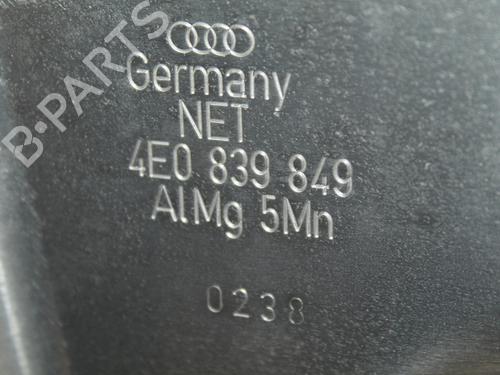 B-PARTS
Germany
NET
4E0 839 849
AlMg 5Mn
0238